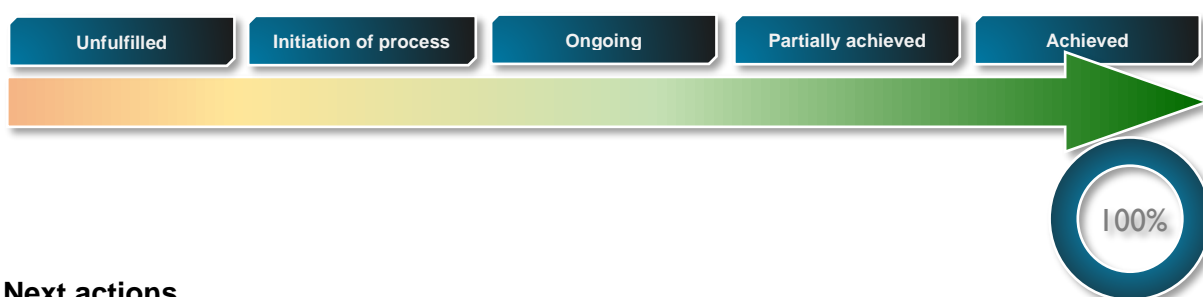 Unfulfilled Initiation of process Ongoing Partially achieved Achieved
100%
Next actions